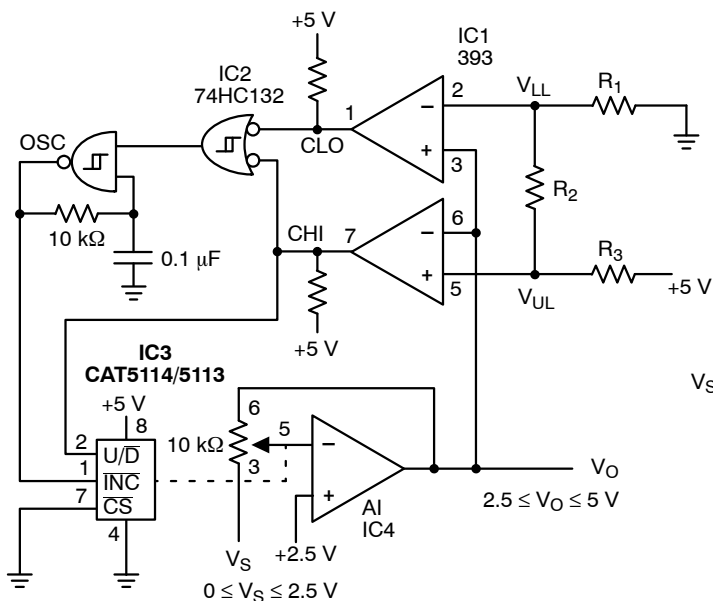 +5 V
IC1
393
IC2
74HC132
2
V_LL
R₁
1
−
OSC
CLO
+
3
R₂
10 kΩ
0.1 µF
CHI
7
6
−
+
5
R₃
V_UL
+5 V
+5 V
IC3
CAT5114/5113
+5 V
8
V_S
2
U/D̅
1
I̅N̅C̅
7
C̅S̅
4
6
10 kΩ
5
3
−
+
AI
IC4
V_O
2.5 ≤ V_O ≤ 5 V
V_S
+2.5 V
0 ≤ V_S ≤ 2.5 V